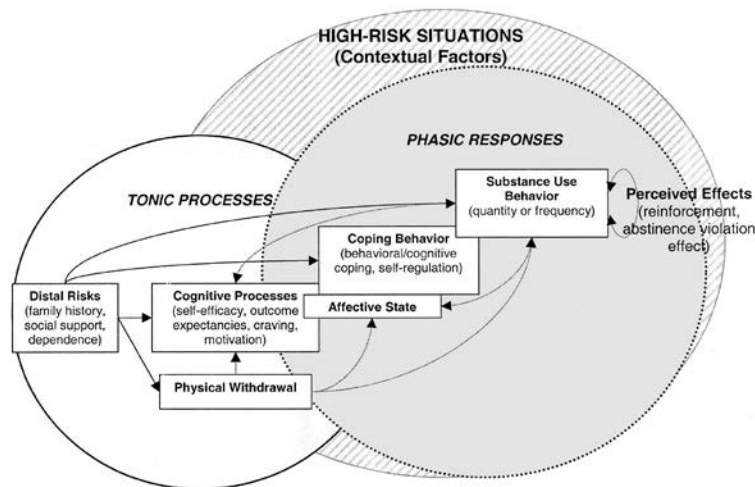 HIGH-RISK SITUATIONS
(Contextual Factors)
PHASIC RESPONSES
TONIC PROCESSES
Substance Use
Behavior
(quantity or frequency)
Perceived Effects
(reinforcement,
abstinence violation
effect)
Coping Behavior
(behavioral/cognitive
coping, self-regulation)
Distal Risks
(family history,
social support,
dependence)
Cognitive Processes
(self-efficacy, outcome
expectancies, craving,
motivation)
Affective State
Physical Withdrawal